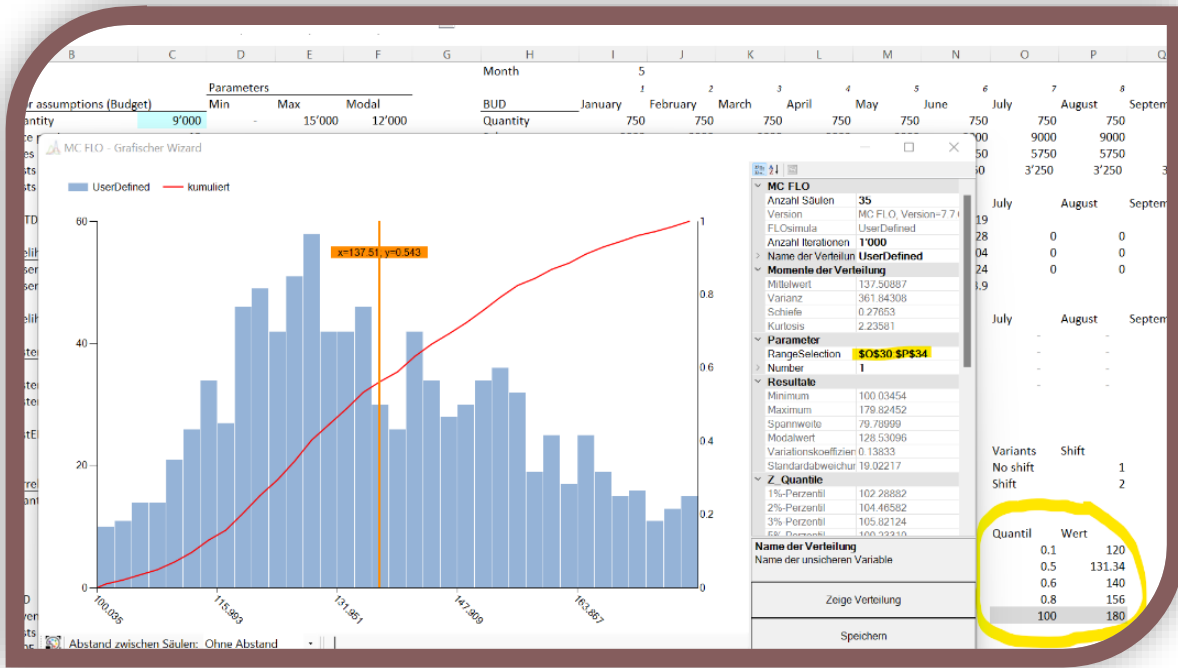 B C D E F G H I J K L M N O P Q
Month 5
Parameters 1 2 3 4 5 6 7 8
or assumptions (Budget) Min Max Modal BUD January February March April May June July August Septem
antity 9'000 - 15'000 12'000 Quantity 750 750 750 750 750 750 750 750
9000 9000
5750 5750
3'250 3'250
MC FLO - Grafischer Wizard
UserDefined kumuliert
x=137.51, y=0.543
60
40
20
0
1
0.8
0.6
0.4
0.2
0
100.035 115.993 131.951 147.909 163.867
Abstand zwischen Säulen: Ohne Abstand
MC FLO
Anzahl Säulen 35
Version MC FLO, Version=7.7
FLOsimula UserDefined
Anzahl Iterationen 1'000
Name der Verteilun UserDefined
Momente der Verteilung
Mittelwert 137.50887
Varianz 361.84308
Schiefe 0.27653
Kurtosis 2.23581
Parameter
RangeSelection $O$30:$P$34
Number 1
Resultate
Minimum 100.03454
Maximum 179.82452
Spannweite 79.78999
Modalwert 128.53096
Variationskoeffizien 0.13833
Standardabweichur 19.02217
Z_Quantile
1%-Perzentil 102.28882
2%-Perzentil 104.46582
3%-Perzentil 105.82124
Name der Verteilung
Name der unsicheren Variable
Zeige Verteilung
Speichern
July August Septem
0 0
0 0
0 0
July August Septem
- -
- -
- -
- -
Variants Shift
No shift 1
Shift 2
Quantil Wert
0.1 120
0.5 131.34
0.6 140
0.8 156
100 180